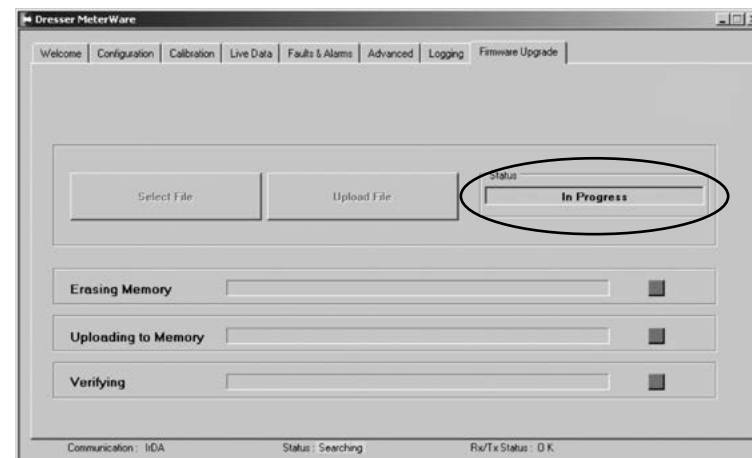 Dresser MeterWare
Welcome Configuration Calibration Live Data Faults & Alarms Advanced Logging Firmware Upgrade
Status
Select File Upload File In Progress
Erasing Memory
Uploading to Memory
Verifying
Communication : IrDA Status : Searching Rx/Tx Status : O K